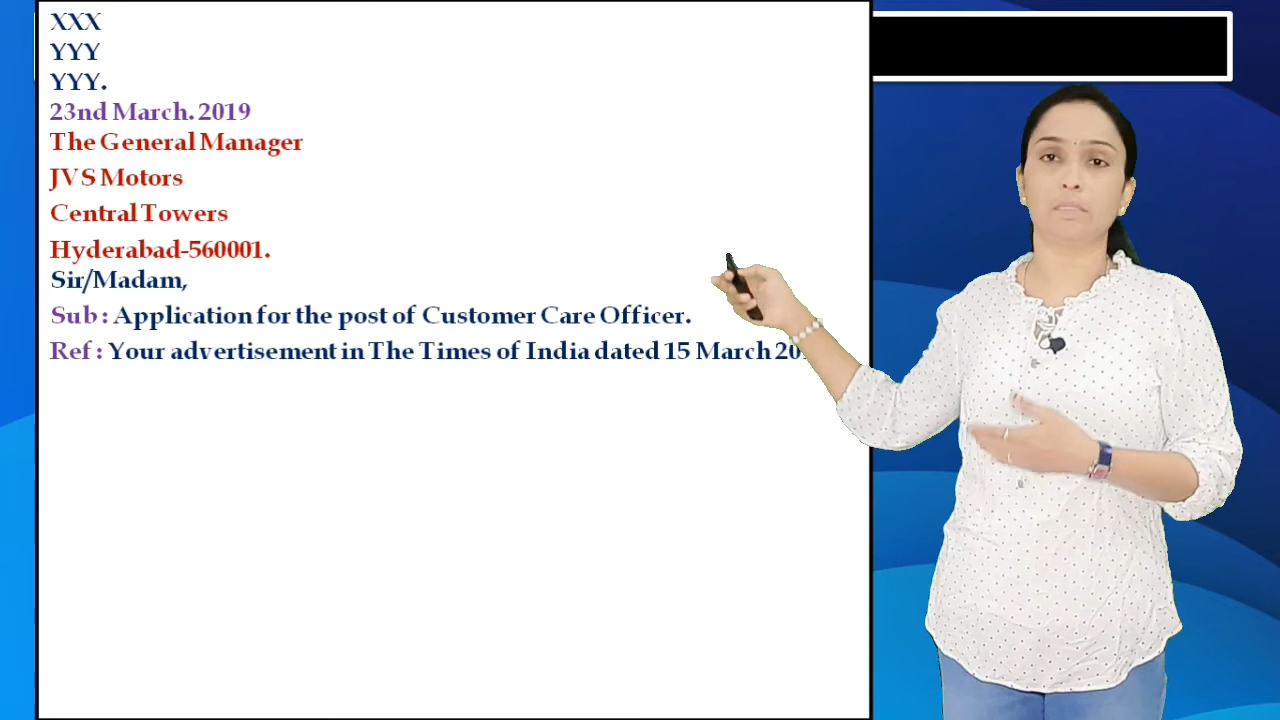 XXX
YYY
YYY.
23nd March. 2019
The General Manager
JVS Motors
Central Towers
Hyderabad-560001.
Sir/Madam,
Sub : Application for the post of Customer Care Officer.
Ref : Your advertisement in The Times of India dated 15 March